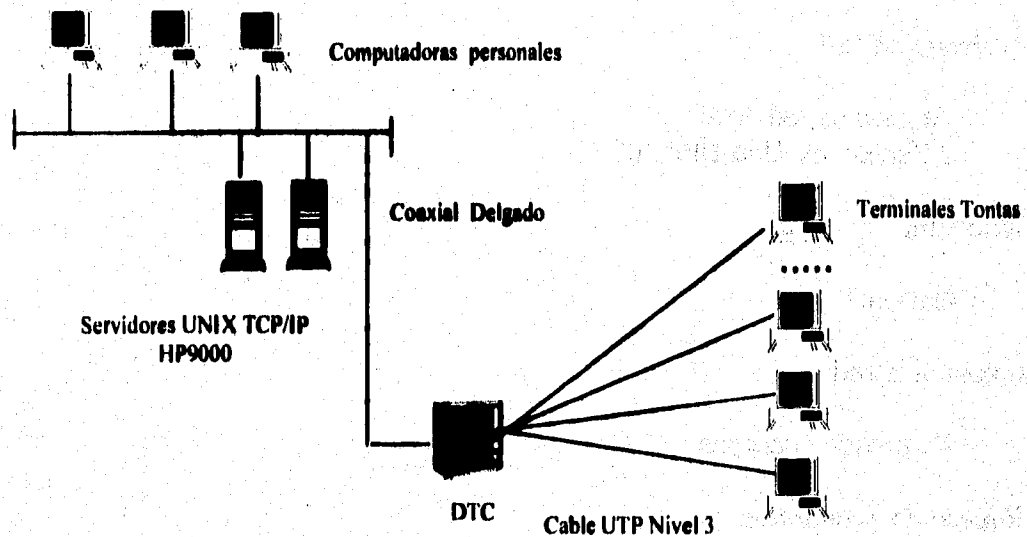 Computadoras personales
Coaxial Delgado
Terminales Tontas
Servidores UNIX TCP/IP
HP9000
DTC
Cable UTP Nivel 3